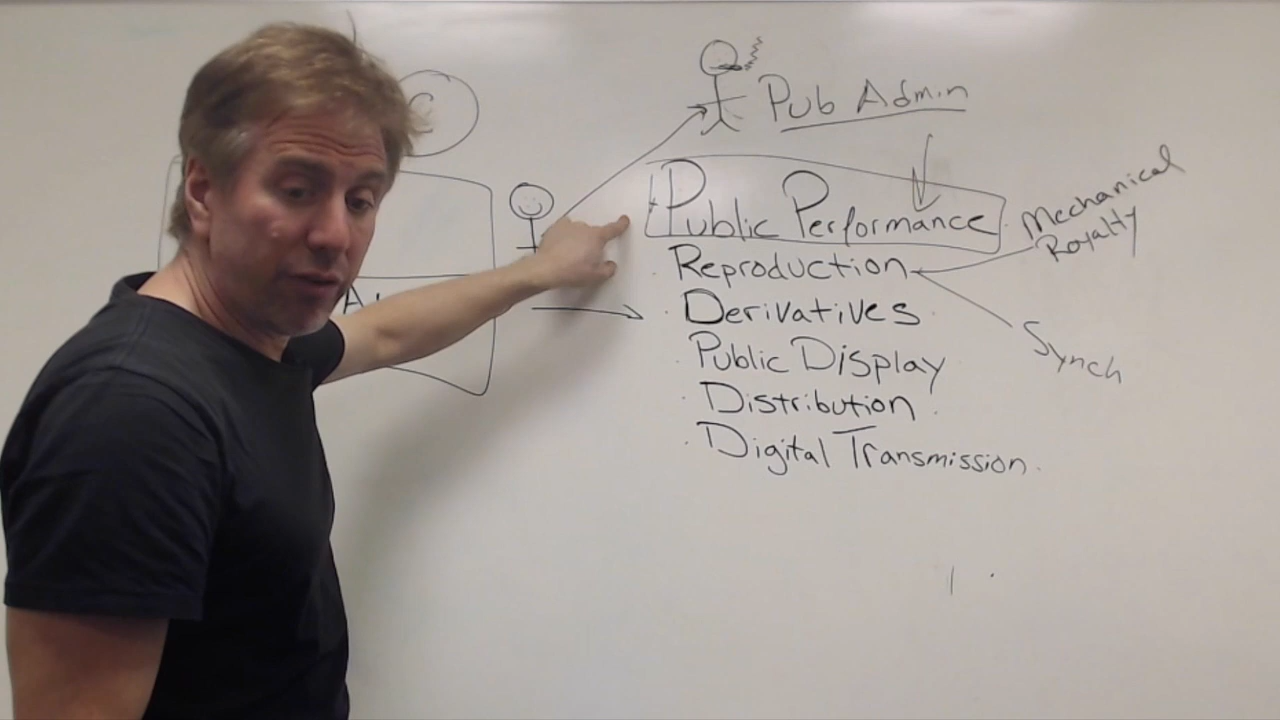 C
Pub Admin
Public Performance
Mechanical
Royalty
Reproduction
Derivatives
Synch
Public Display
Distribution
Digital Transmission